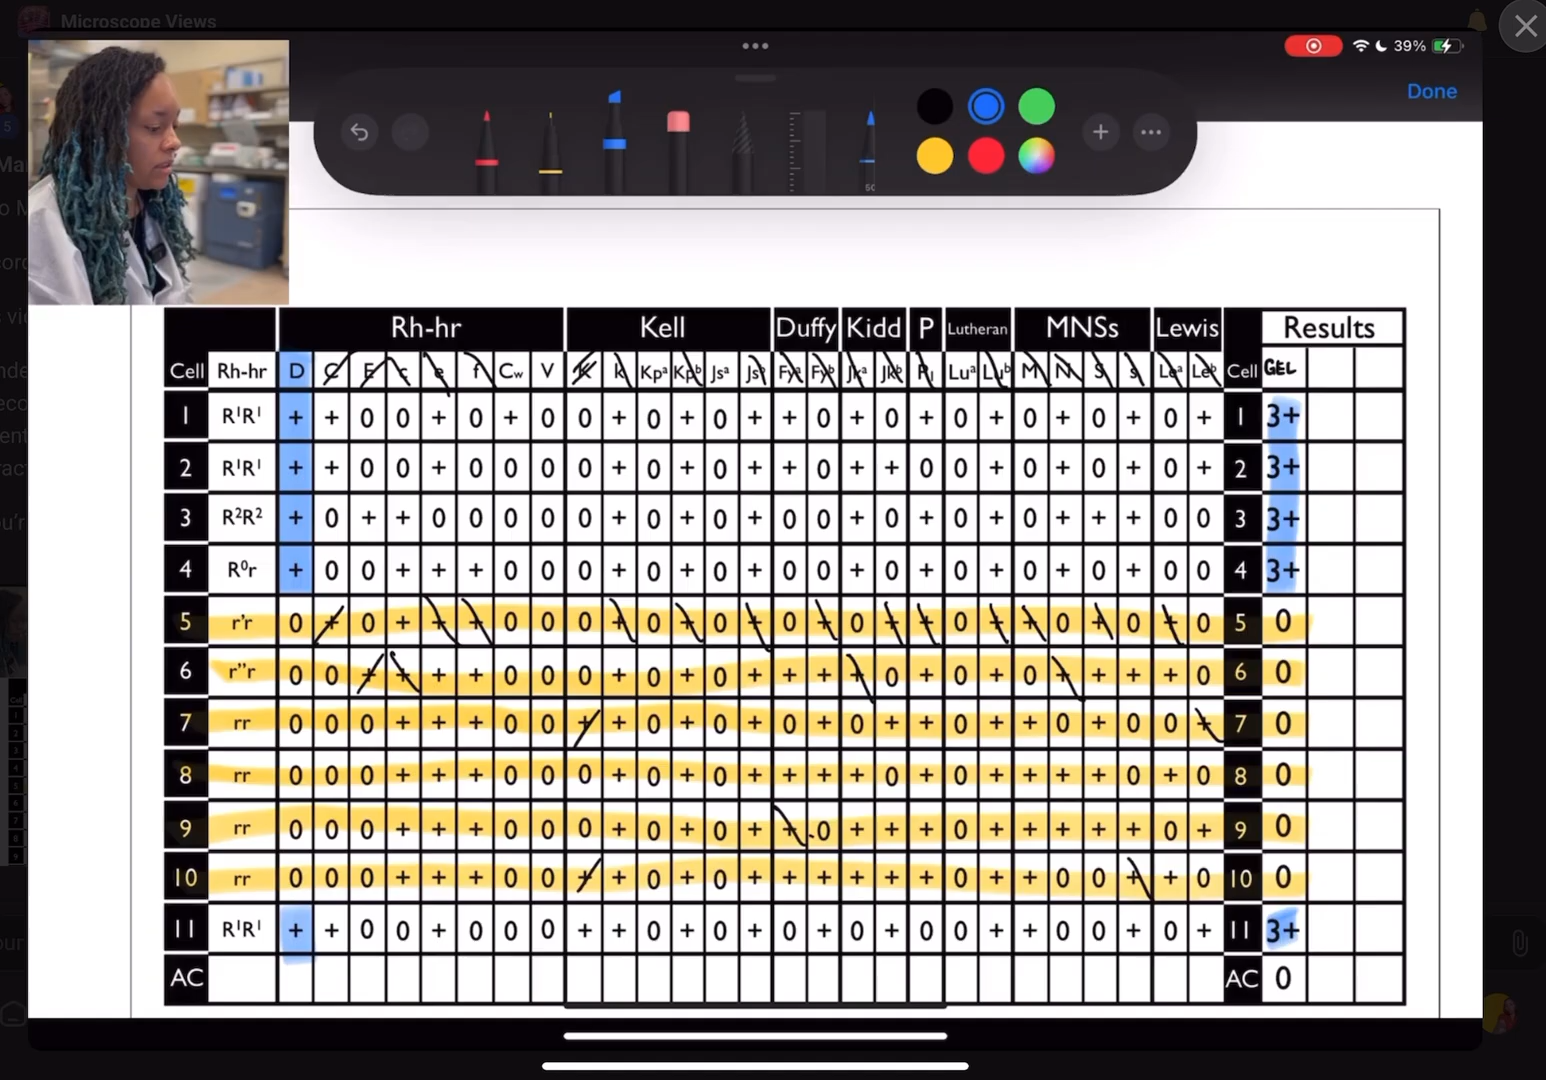 Microscope Views
39%
Done
5
50
Rh-hr Kell Duffy Kidd P Lutheran MNSs Lewis Results
Cell Rh-hr D C E c e f Cw V K k Kpᵃ Kpᵇ Jsᵃ Jsᵇ Fyᵃ Fyᵇ Jkᵃ Jkᵇ P₁ Luᵃ Luᵇ M N S s Leᵃ Leᵇ Cell GEL
1 R¹R¹ + + 0 0 + 0 + 0 0 + 0 + 0 + + 0 + 0 + 0 + 0 + 0 + 0 + 1 3+
2 R¹R¹ + + 0 0 + 0 0 0 0 + 0 + 0 + + 0 + + 0 0 + 0 + 0 + 0 + 2 3+
3 R²R² + 0 + + 0 0 0 0 0 + 0 + 0 + 0 0 + 0 + 0 + 0 + + + 0 0 3 3+
4 R⁰r + 0 0 + + + 0 0 0 + 0 + 0 + 0 0 + 0 + 0 + 0 + 0 + 0 0 4 3+
5 r'r 0 + 0 + + + 0 0 0 + 0 + 0 + 0 + 0 + + 0 + + 0 + 0 + 0 5 0
6 r"r 0 0 + + + + 0 0 0 + 0 + 0 + + + + 0 + 0 + 0 + + + + 0 6 0
7 rr 0 0 0 + + + 0 0 + + 0 + 0 + 0 + 0 + + 0 + + 0 + 0 0 + 7 0
8 rr 0 0 0 + + + 0 0 0 + 0 + 0 + + + + 0 + 0 + + + + 0 + 0 8 0
9 rr 0 0 0 + + + 0 0 0 + 0 + 0 + + 0 + + + 0 + + + + + 0 + 9 0
10 rr 0 0 0 + + + 0 0 + + 0 + 0 + + + + + + 0 + + 0 0 + + 0 10 0
11 R¹R¹ + + 0 0 + 0 0 0 + + 0 + 0 + 0 + 0 + 0 0 + + 0 0 + 0 + 11 3+
AC AC 0